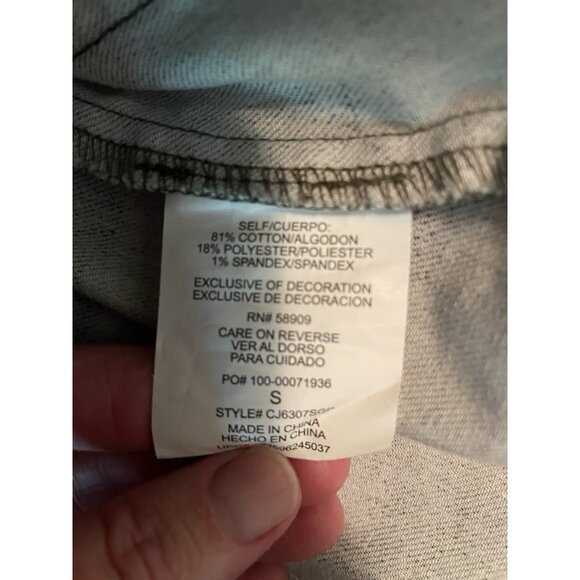 SELF/CUERPO:
81% COTTON/ALGODON
18% POLYESTER/POLIESTER
1% SPANDEX/SPANDEX
EXCLUSIVE OF DECORATION
EXCLUSIVE DE DECORACION
RN# 58909
CARE ON REVERSE
VER AL DORSO
PARA CUIDADO
PO# 100-00071936
S
STYLE#
MADE IN CHINA
HECHO EN CHINA